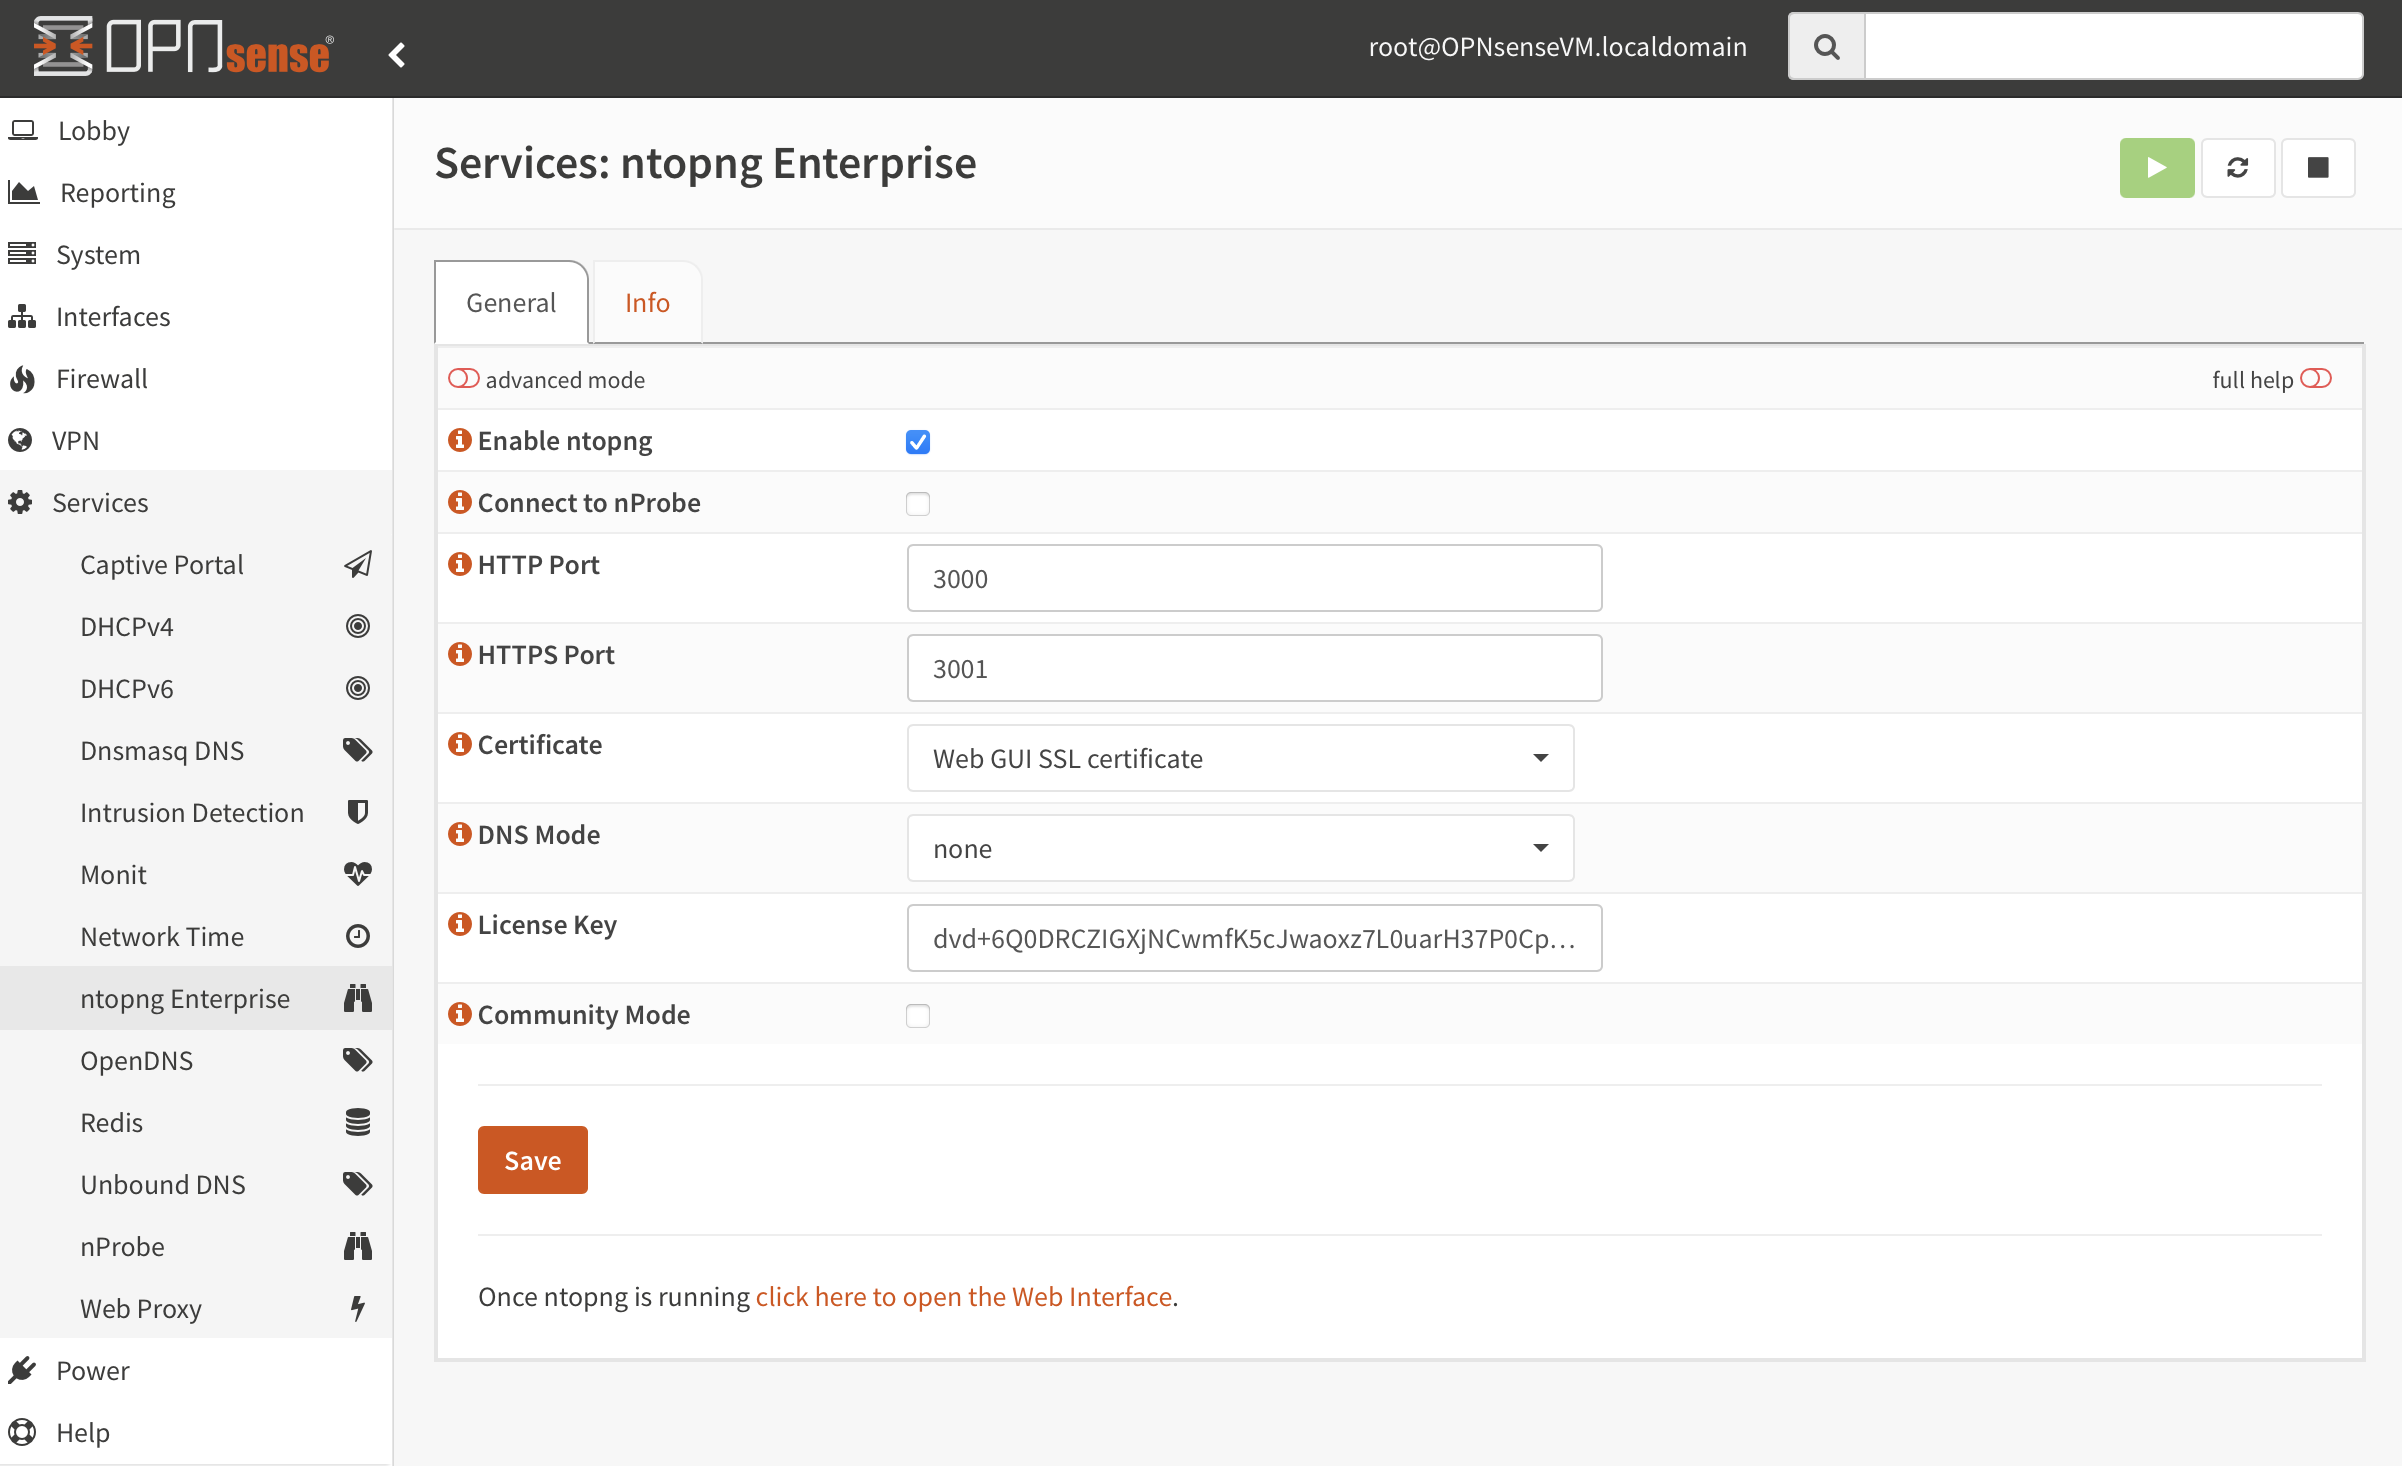 OPNsense®
root@OPNsenseVM.localdomain
Lobby
Reporting
System
Interfaces
Firewall
VPN
Services
Captive Portal
DHCPv4
DHCPv6
Dnsmasq DNS
Intrusion Detection
Monit
Network Time
ntopng Enterprise
OpenDNS
Redis
Unbound DNS
nProbe
Web Proxy
Power
Help
Services: ntopng Enterprise
General
Info
advanced mode
full help
Enable ntopng
Connect to nProbe
HTTP Port
3000
HTTPS Port
3001
Certificate
Web GUI SSL certificate
DNS Mode
none
License Key
dvd+6Q0DRCZIGXjNCwmfK5cJwaoxz7L0uarH37P0Cp...
Community Mode
Save
Once ntopng is running click here to open the Web Interface.